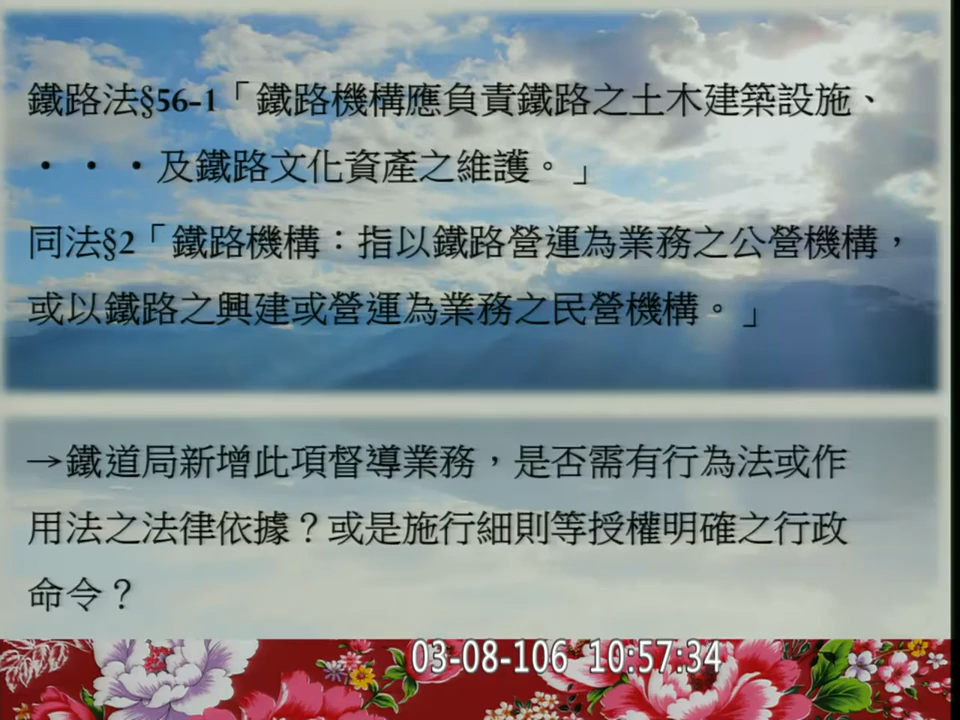 鐵路法§56-1「鐵路機構應負責鐵路之土木建築設施、
・・・及鐵路文化資產之維護。」
同法§2「鐵路機構：指以鐵路營運為業務之公營機構，
或以鐵路之興建或營運為業務之民營機構。」
→鐵道局新增此項督導業務，是否需有行為法或作
用法之法律依據？或是施行細則等授權明確之行政
命令？
03-08-106 10:57:34